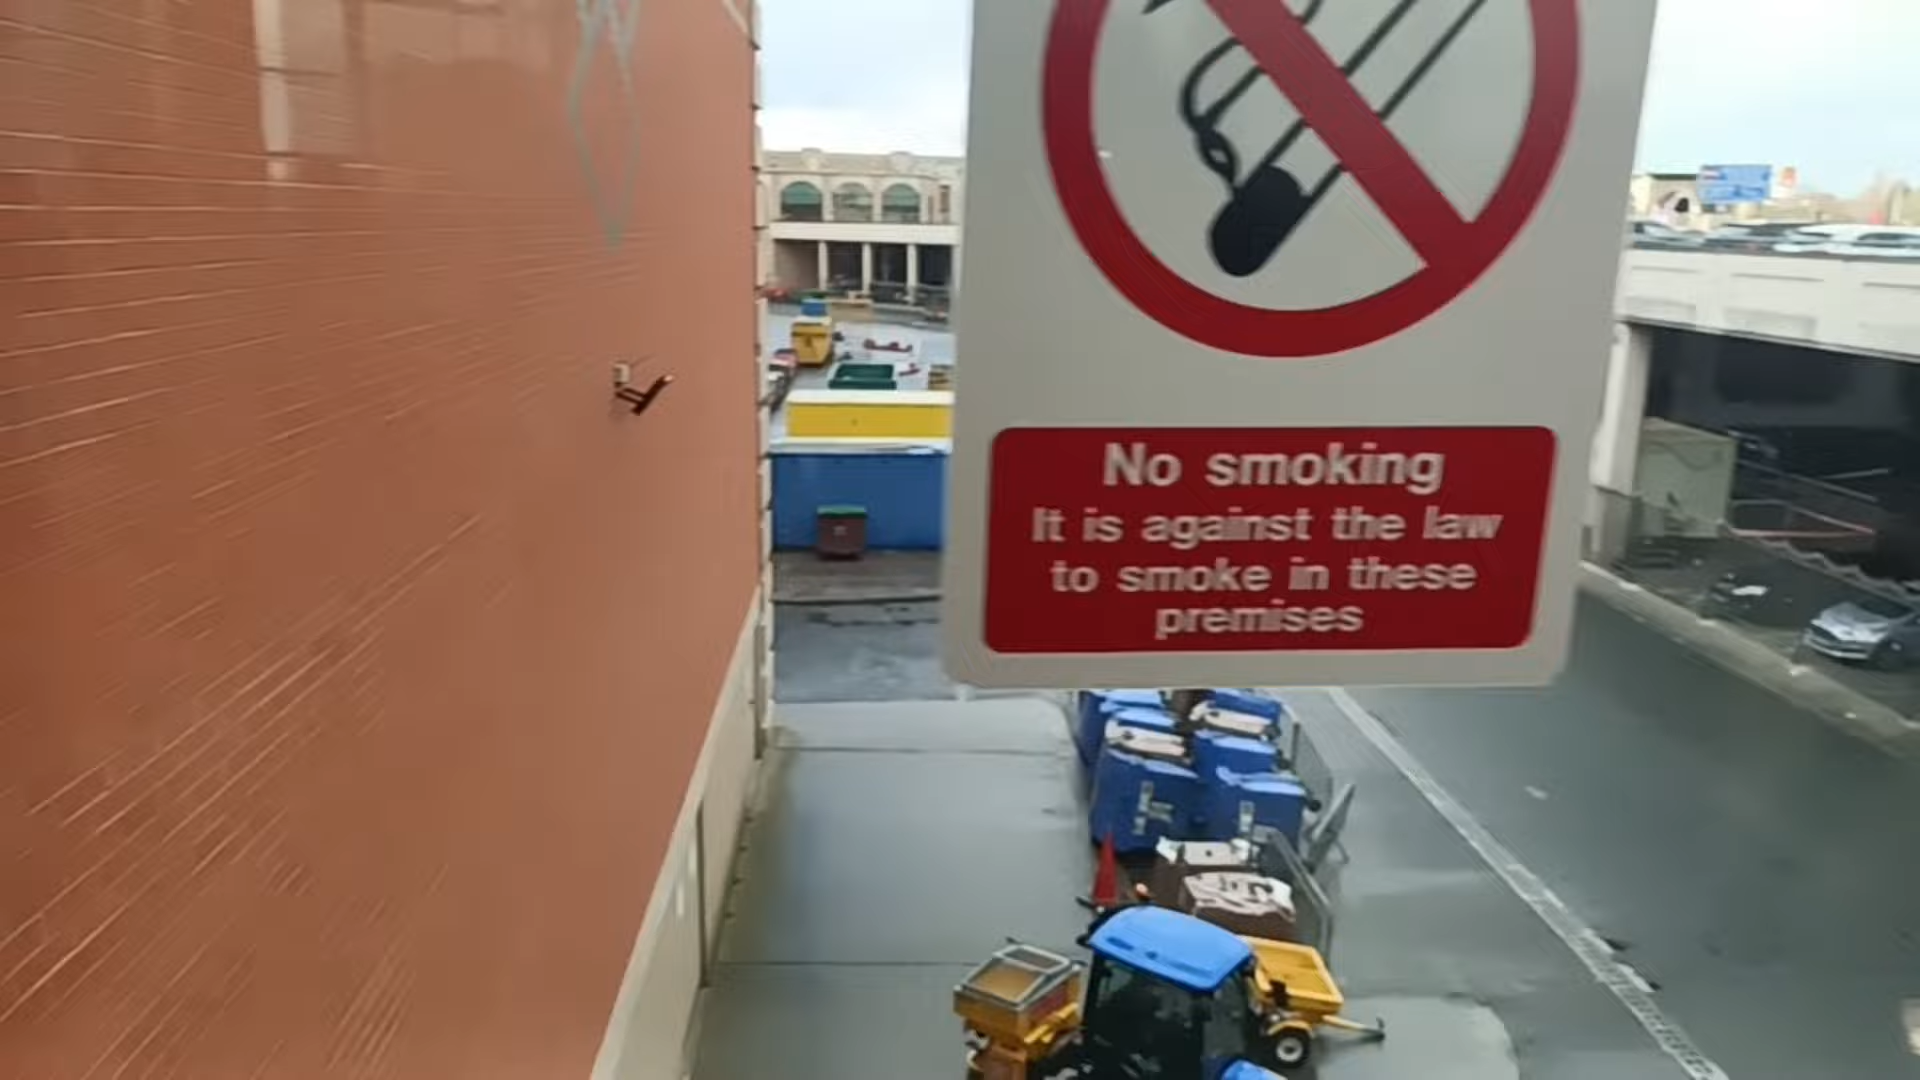 No smoking
It is against the law
to smoke in these
premises